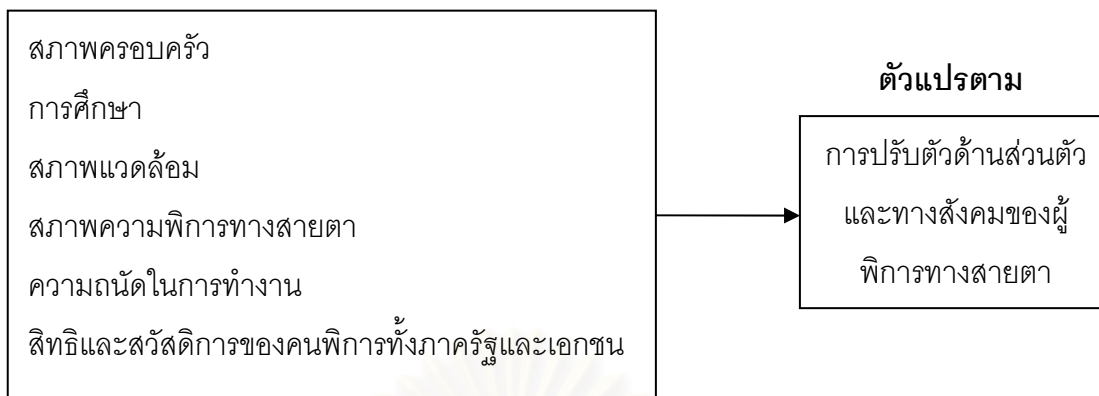 สภาพครอบครัว
การศึกษา
สภาพแวดล้อม
สภาพความพิการทางสายตา
ความถนัดในการทำงาน
สิทธิและสวัสดิการของคนพิการทั้งภาครัฐและเอกชน
ตัวแปรตาม
การปรับตัวด้านส่วนตัว
และทางสังคมของผู้
พิการทางสายตา